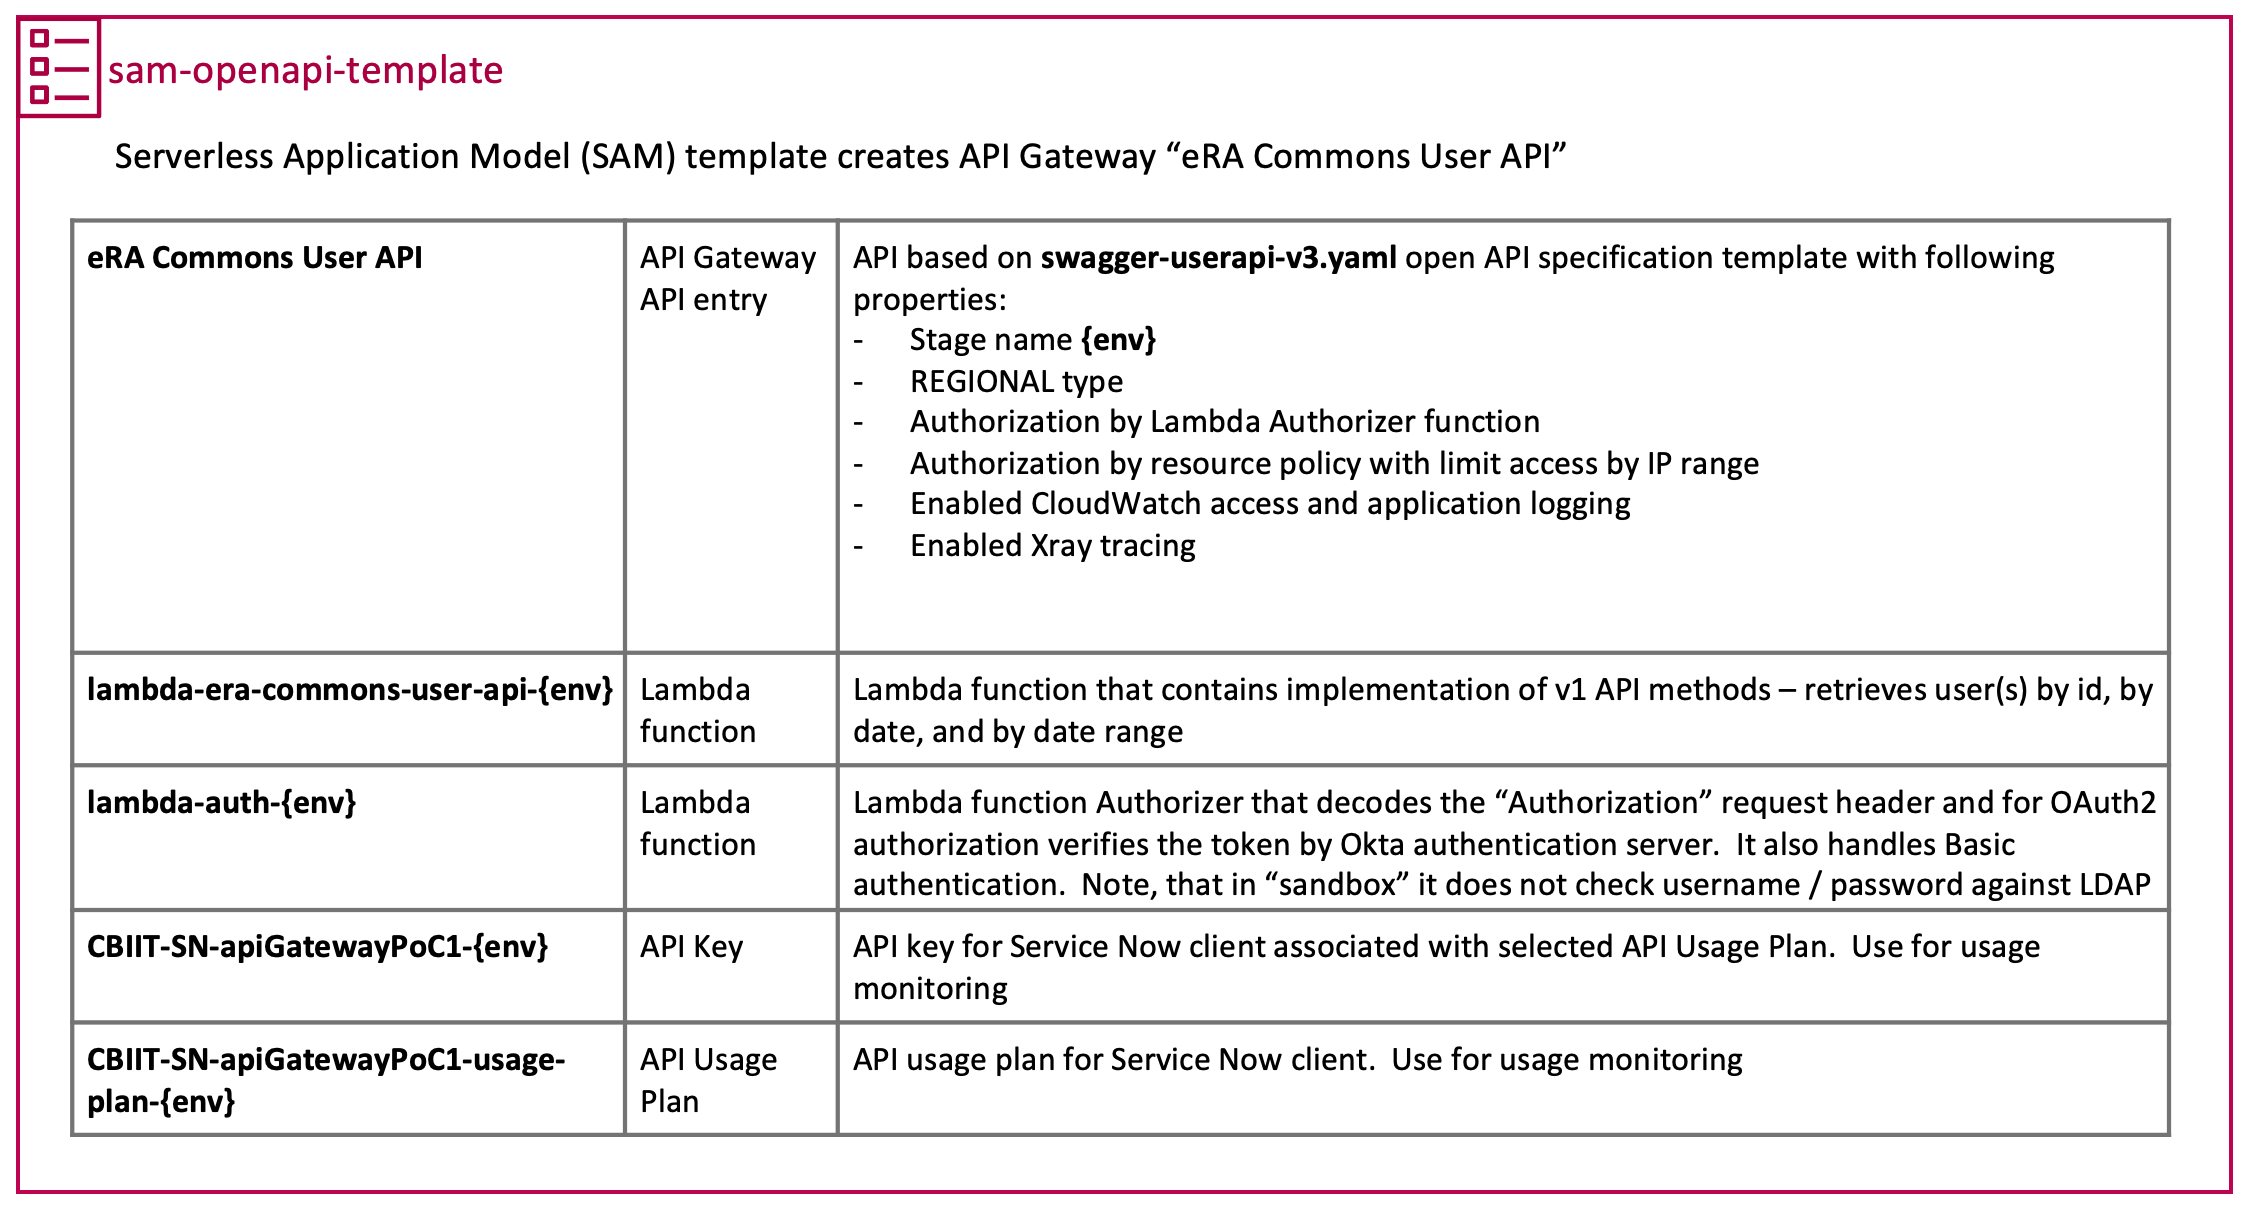 sam-openapi-template
Serverless Application Model (SAM) template creates API Gateway “eRA Commons User API”
eRA Commons User API
API Gateway
API entry
API based on swagger-userapi-v3.yaml open API specification template with following
properties:
- Stage name {env}
- REGIONAL type
- Authorization by Lambda Authorizer function
- Authorization by resource policy with limit access by IP range
- Enabled CloudWatch access and application logging
- Enabled Xray tracing
lambda-era-commons-user-api-{env}
Lambda
function
Lambda function that contains implementation of v1 API methods – retrieves user(s) by id, by
date, and by date range
lambda-auth-{env}
Lambda
function
Lambda function Authorizer that decodes the “Authorization” request header and for OAuth2
authorization verifies the token by Okta authentication server.  It also handles Basic
authentication.  Note, that in “sandbox” it does not check username / password against LDAP
CBIIT-SN-apiGatewayPoC1-{env}
API Key
API key for Service Now client associated with selected API Usage Plan.  Use for usage
monitoring
CBIIT-SN-apiGatewayPoC1-usage-
plan-{env}
API Usage
Plan
API usage plan for Service Now client.  Use for usage monitoring